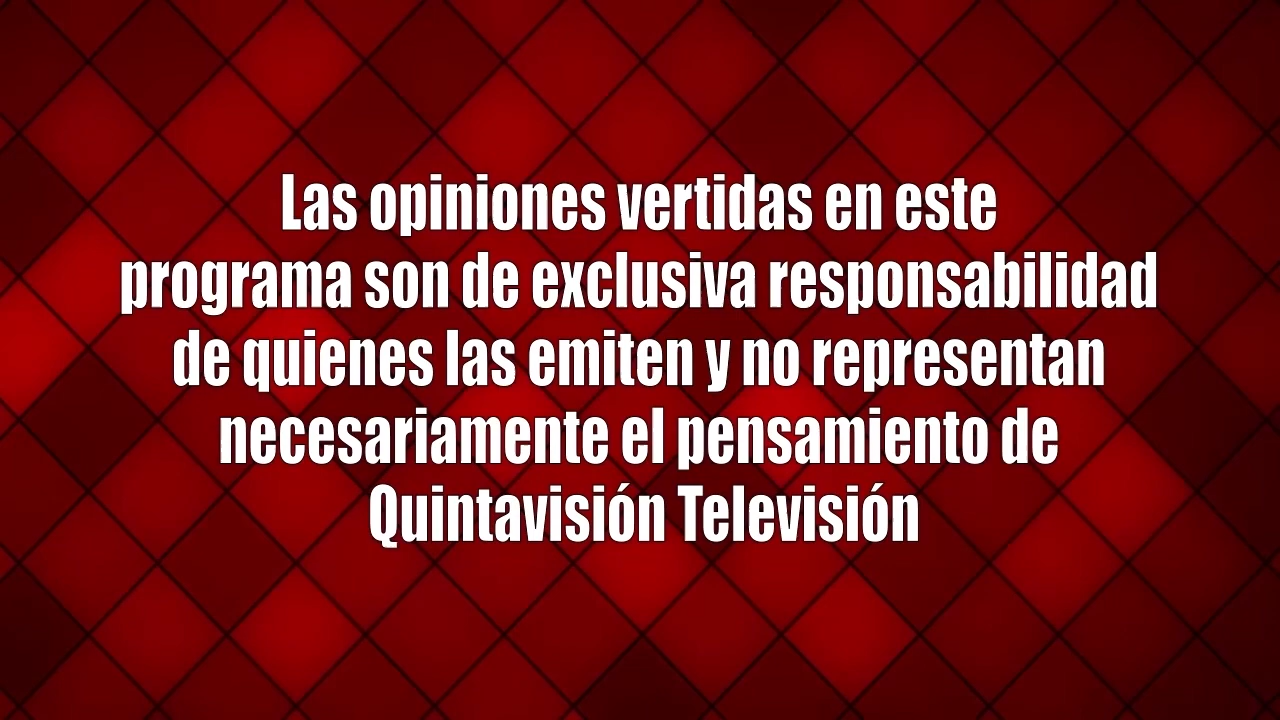 Las opiniones vertidas en este
programa son de exclusiva responsabilidad
de quienes las emiten y no representan
necesariamente el pensamiento de
Quintavisión Televisión